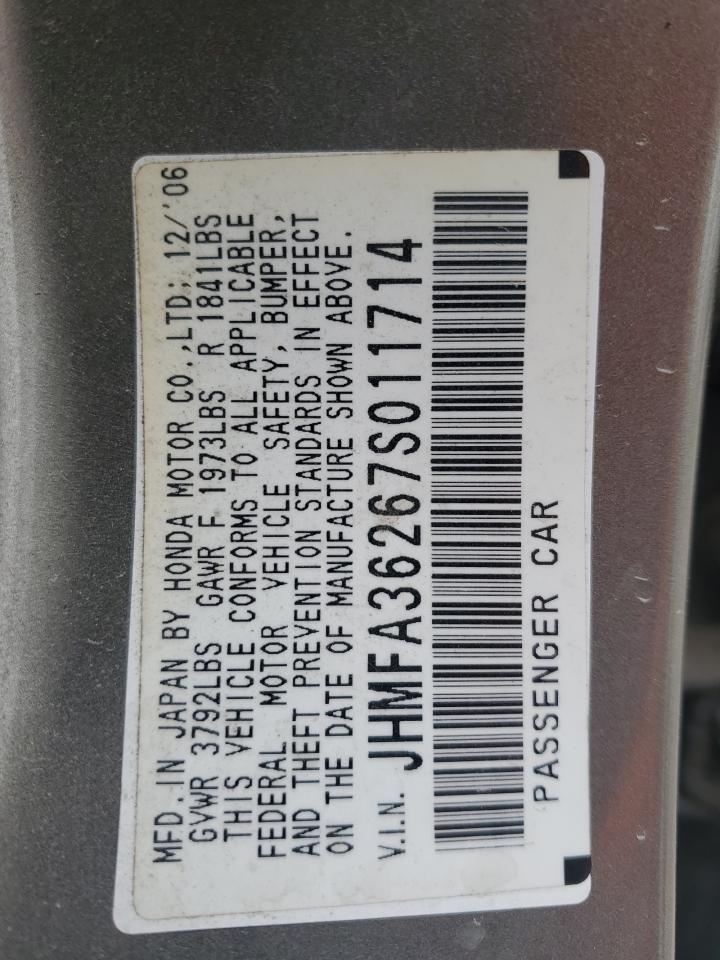 MFD. IN JAPAN BY HONDA MOTOR CO.,LTD; 12/'06
GVWR 3792LBS GAWR F 1973LBS R 1841LBS
THIS VEHICLE CONFORMS TO ALL APPLICABLE
FEDERAL MOTOR VEHICLE SAFETY, BUMPER,
AND THEFT PREVENTION STANDARDS IN EFFECT
ON THE DATE OF MANUFACTURE SHOWN ABOVE.
V.I.N. JHMFA36267S011714
PASSENGER CAR